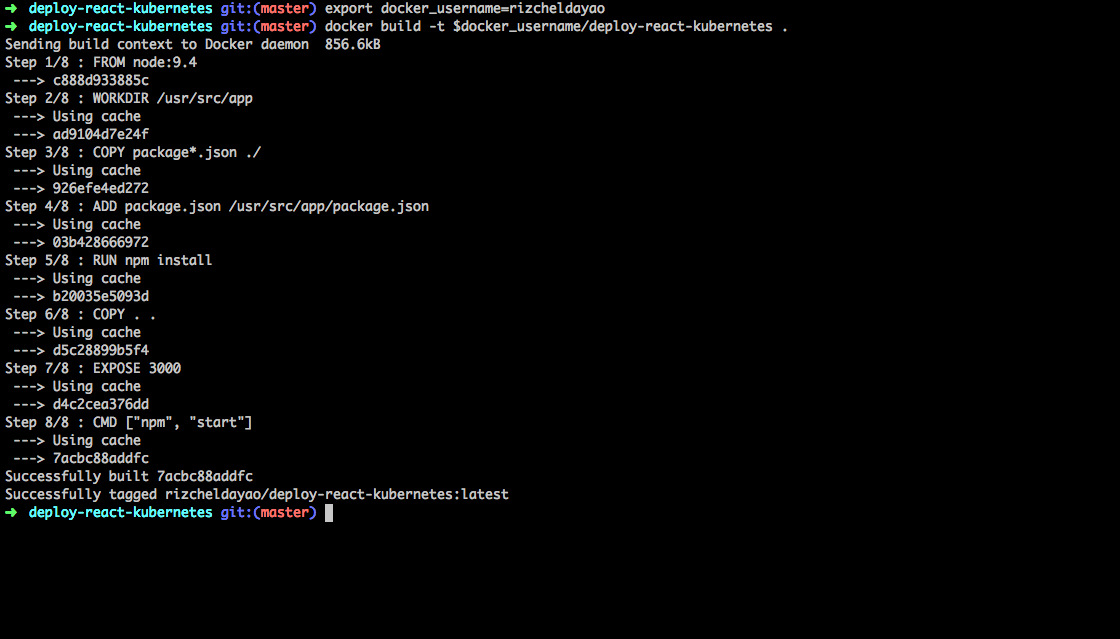 ➜ deploy-react-kubernetes git:(master) export docker_username=rizcheldayao
➜ deploy-react-kubernetes git:(master) docker build -t $docker_username/deploy-react-kubernetes .
Sending build context to Docker daemon 856.6kB
Step 1/8 : FROM node:9.4
---> c888d933885c
Step 2/8 : WORKDIR /usr/src/app
---> Using cache
---> ad9104d7e24f
Step 3/8 : COPY package*.json ./
---> Using cache
---> 926efe4ed272
Step 4/8 : ADD package.json /usr/src/app/package.json
---> Using cache
---> 03b428666972
Step 5/8 : RUN npm install
---> Using cache
---> b20035e5093d
Step 6/8 : COPY . .
---> Using cache
---> d5c28899b5f4
Step 7/8 : EXPOSE 3000
---> Using cache
---> d4c2cea376dd
Step 8/8 : CMD ["npm", "start"]
---> Using cache
---> 7acbc88addfc
Successfully built 7acbc88addfc
Successfully tagged rizcheldayao/deploy-react-kubernetes:latest
➜ deploy-react-kubernetes git:(master)